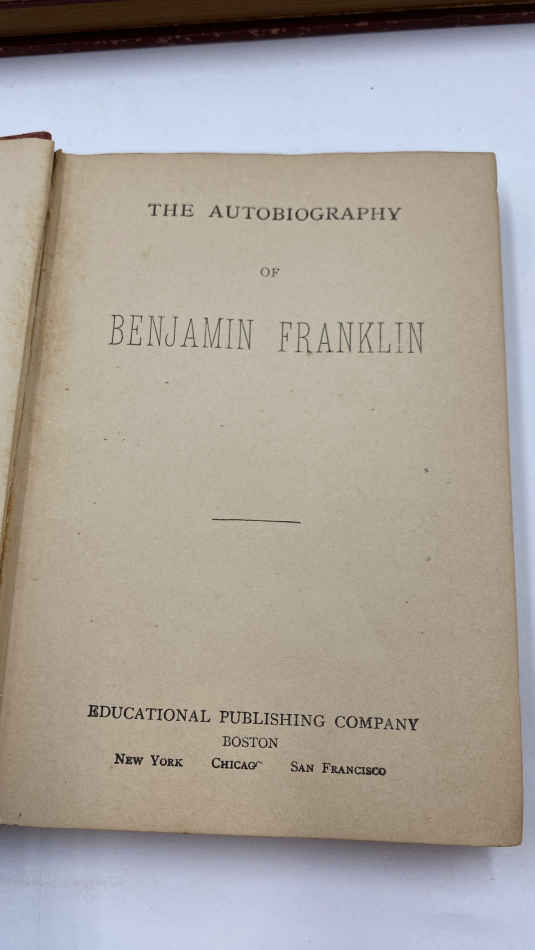 THE AUTOBIOGRAPHY
OF
BENJAMIN FRANKLIN
EDUCATIONAL PUBLISHING COMPANY
BOSTON
NEW YORK CHICAGO SAN FRANCISCO